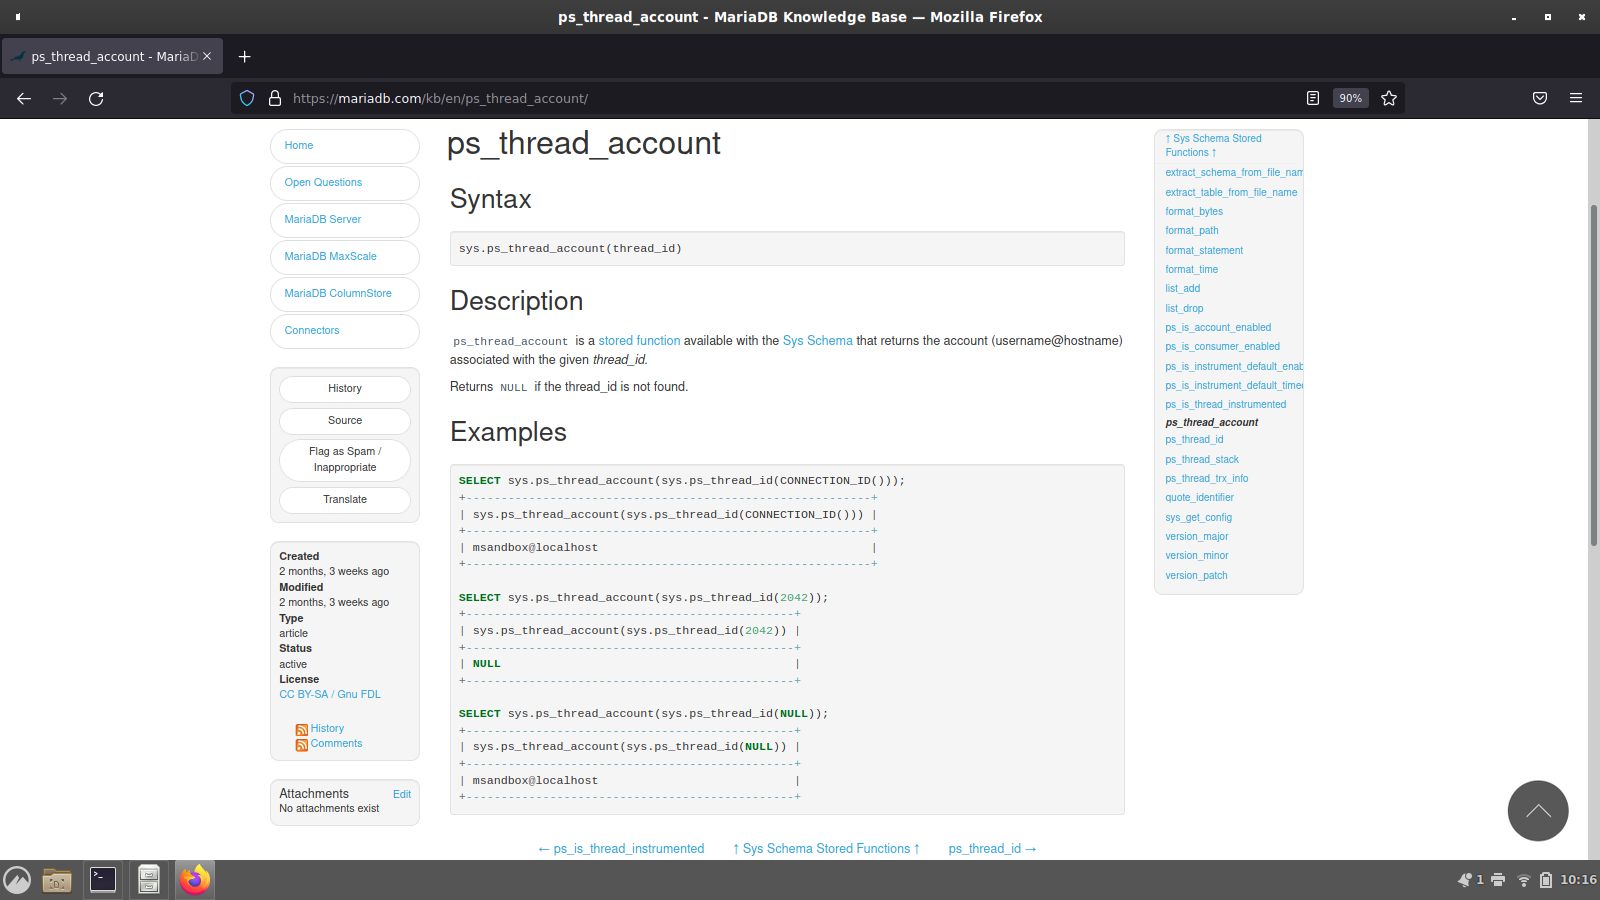 ps_thread_account - MariaDB Knowledge Base — Mozilla Firefox
ps_thread_account - MariaD
https://mariadb.com/kb/en/ps_thread_account/
90%
Home
Open Questions
MariaDB Server
MariaDB MaxScale
MariaDB ColumnStore
Connectors
History
Source
Flag as Spam /
Inappropriate
Translate
Created
2 months, 3 weeks ago
Modified
2 months, 3 weeks ago
Type
article
Status
active
License
CC BY-SA / Gnu FDL
History
Comments
Attachments Edit
No attachments exist
ps_thread_account
Syntax
sys.ps_thread_account(thread_id)
Description
ps_thread_account is a stored function available with the Sys Schema that returns the account (username@hostname)
associated with the given thread_id.
Returns NULL if the thread_id is not found.
Examples
SELECT sys.ps_thread_account(sys.ps_thread_id(CONNECTION_ID()));
+----------------------------------------------------------+
| sys.ps_thread_account(sys.ps_thread_id(CONNECTION_ID())) |
+----------------------------------------------------------+
| msandbox@localhost                                       |
+----------------------------------------------------------+
SELECT sys.ps_thread_account(sys.ps_thread_id(2042));
+-----------------------------------------------+
| sys.ps_thread_account(sys.ps_thread_id(2042)) |
+-----------------------------------------------+
| NULL                                          |
+-----------------------------------------------+
SELECT sys.ps_thread_account(sys.ps_thread_id(NULL));
+-----------------------------------------------+
| sys.ps_thread_account(sys.ps_thread_id(NULL)) |
+-----------------------------------------------+
| msandbox@localhost                            |
+-----------------------------------------------+
← ps_is_thread_instrumented ↑ Sys Schema Stored Functions ↑ ps_thread_id →
↑ Sys Schema Stored
Functions ↑
extract_schema_from_file_nam
extract_table_from_file_name
format_bytes
format_path
format_statement
format_time
list_add
list_drop
ps_is_account_enabled
ps_is_consumer_enabled
ps_is_instrument_default_enab
ps_is_instrument_default_timed
ps_is_thread_instrumented
ps_thread_account
ps_thread_id
ps_thread_stack
ps_thread_trx_info
quote_identifier
sys_get_config
version_major
version_minor
version_patch
1
10:16